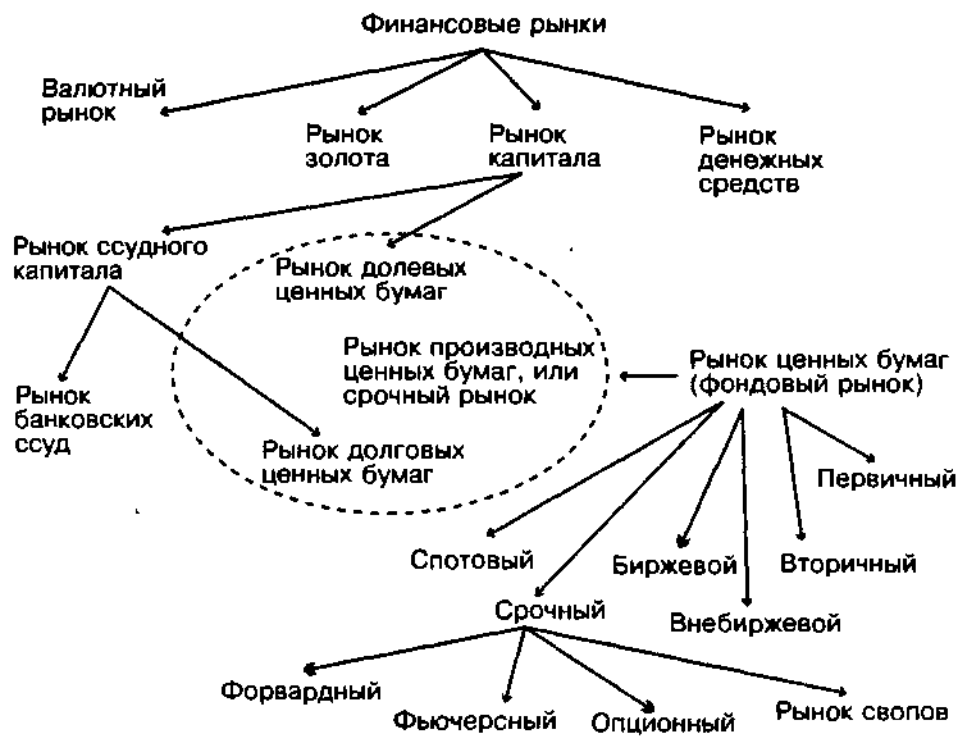 Финансовые рынки
Валютный
рынок
Рынок
золота
Рынок
капитала
Рынок
денежных
средств
Рынок ссудного
капитала
Рынок долевых
ценных бумаг
Рынок производных
ценных бумаг, или
срочный рынок
Рынок ценных бумаг
(фондовый рынок)
Рынок
банковских
ссуд
Рынок долговых
ценных бумаг
Первичный
Спотовый
Биржевой
Вторичный
Срочный
Внебиржевой
Форвардный
Фьючерсный
Опционный
Рынок свопов